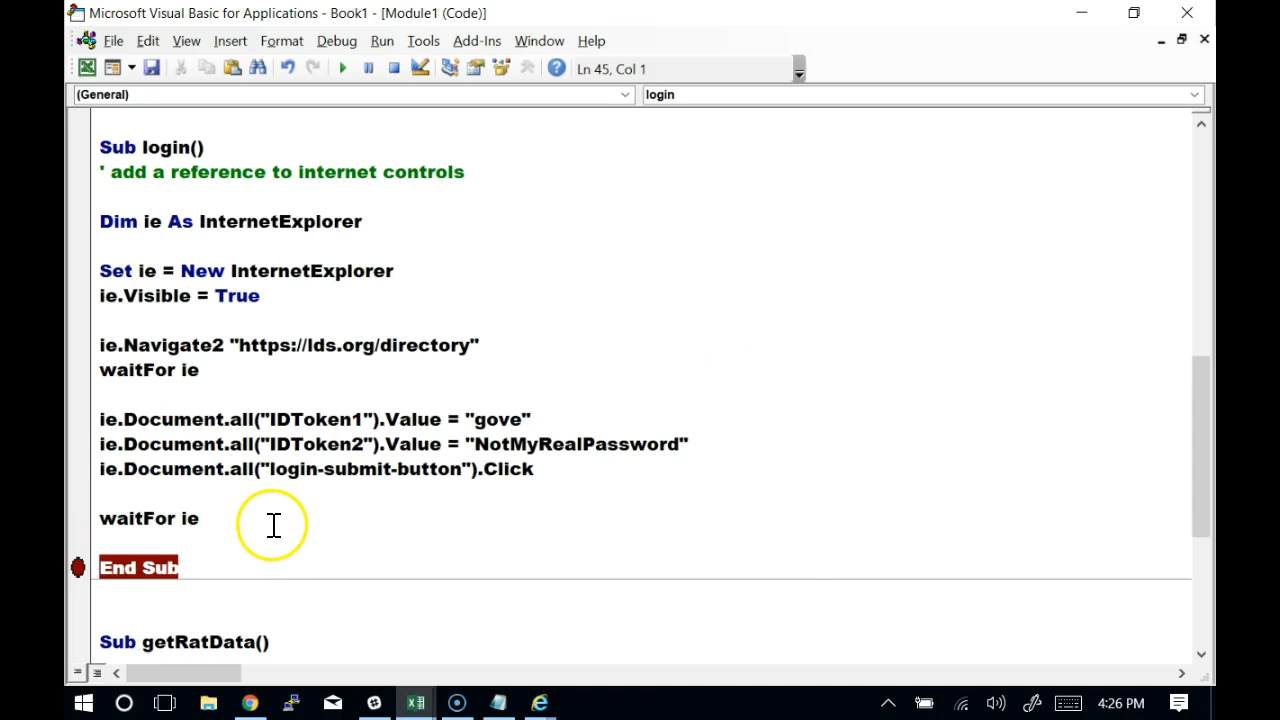 Microsoft Visual Basic for Applications - Book1 - [Module1 (Code)]
File Edit View Insert Format Debug Run Tools Add-Ins Window Help
Ln 45, Col 1
(General) login
Sub login()
' add a reference to internet controls
Dim ie As InternetExplorer
Set ie = New InternetExplorer
ie.Visible = True
ie.Navigate2 "https://lds.org/directory"
waitFor ie
ie.Document.all("IDToken1").Value = "gove"
ie.Document.all("IDToken2").Value = "NotMyRealPassword"
ie.Document.all("login-submit-button").Click
waitFor ie
End Sub
Sub getRatData()
4:26 PM